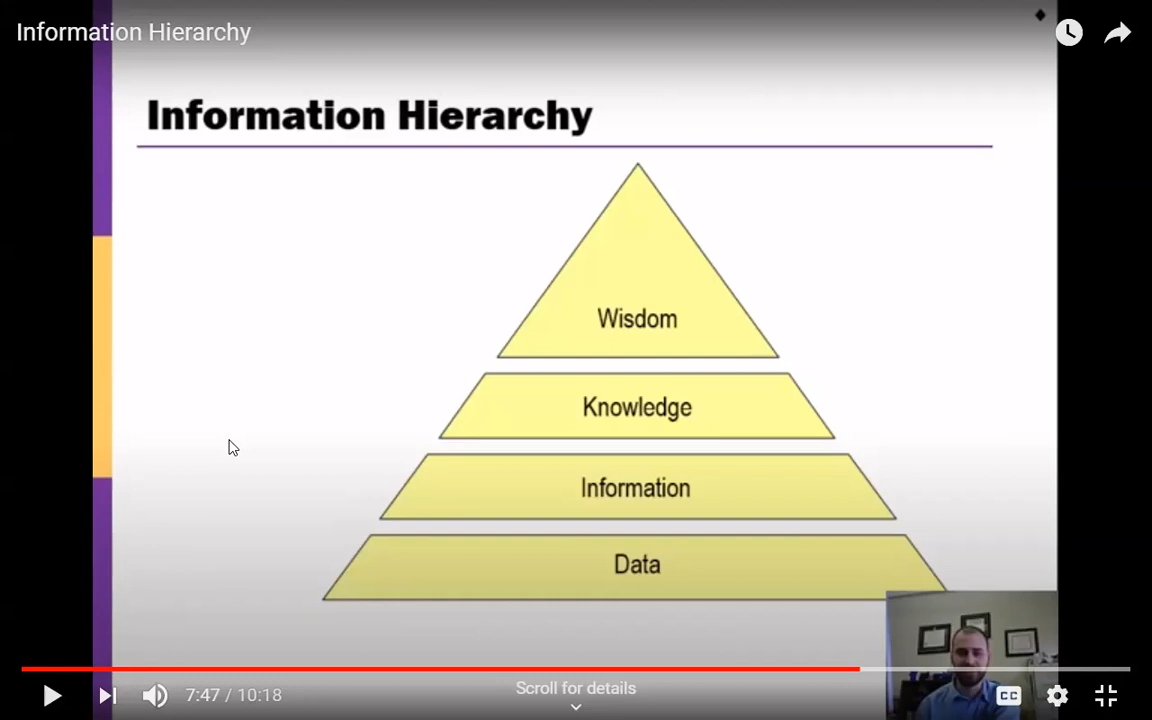 Information Hierarchy
Information Hierarchy
Wisdom
Knowledge
Information
Data
7:47 / 10:18
Scroll for details
CC